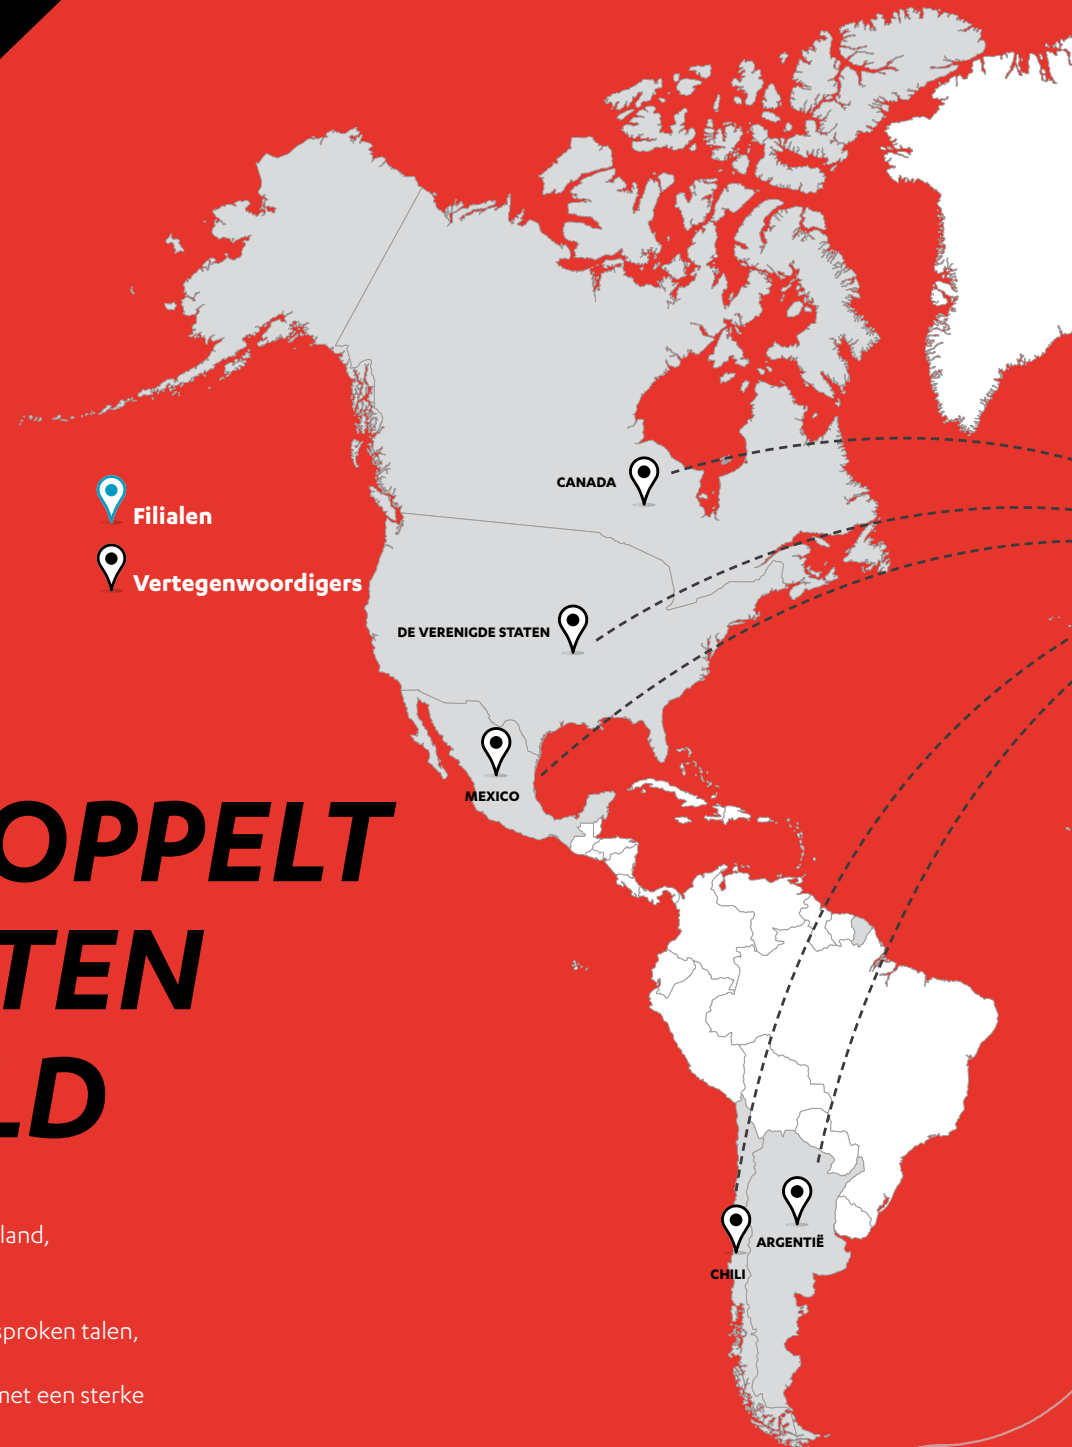 CANADA
Filialen
Vertegenwoordigers
DE VERENIGDE STATEN
MEXICO
OPPELT
TEN
LD
land,
ARGENTIË
CHILI
sproken talen,
met een sterke